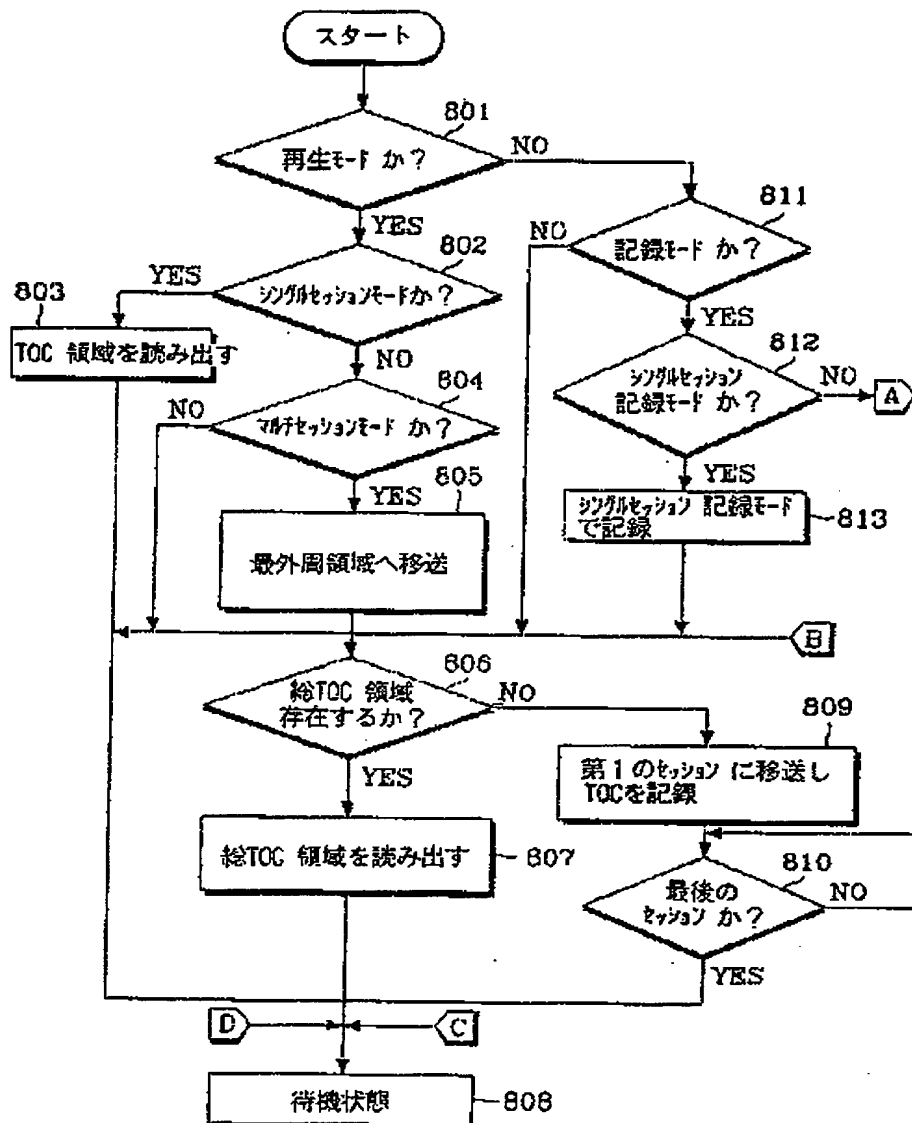 スタート
801
再生モード か？
NO
YES
811
記録モード か？
NO
YES
802
シングルセッションモードか？
YES
NO
803
TOC 領域を読み出す
812
シングルセッション
記録モード か？
NO
A
YES
804
マルチセッションモード か？
NO
YES
805
最外周領域へ移送
シングルセッション 記録モード
で記録
813
B
806
総TOC 領域
存在するか？
NO
YES
809
第１のセッション に移送し
TOCを記録
総TOC 領域を読み出す
807
810
最後の
セッション か？
NO
YES
D
C
待機状態
808